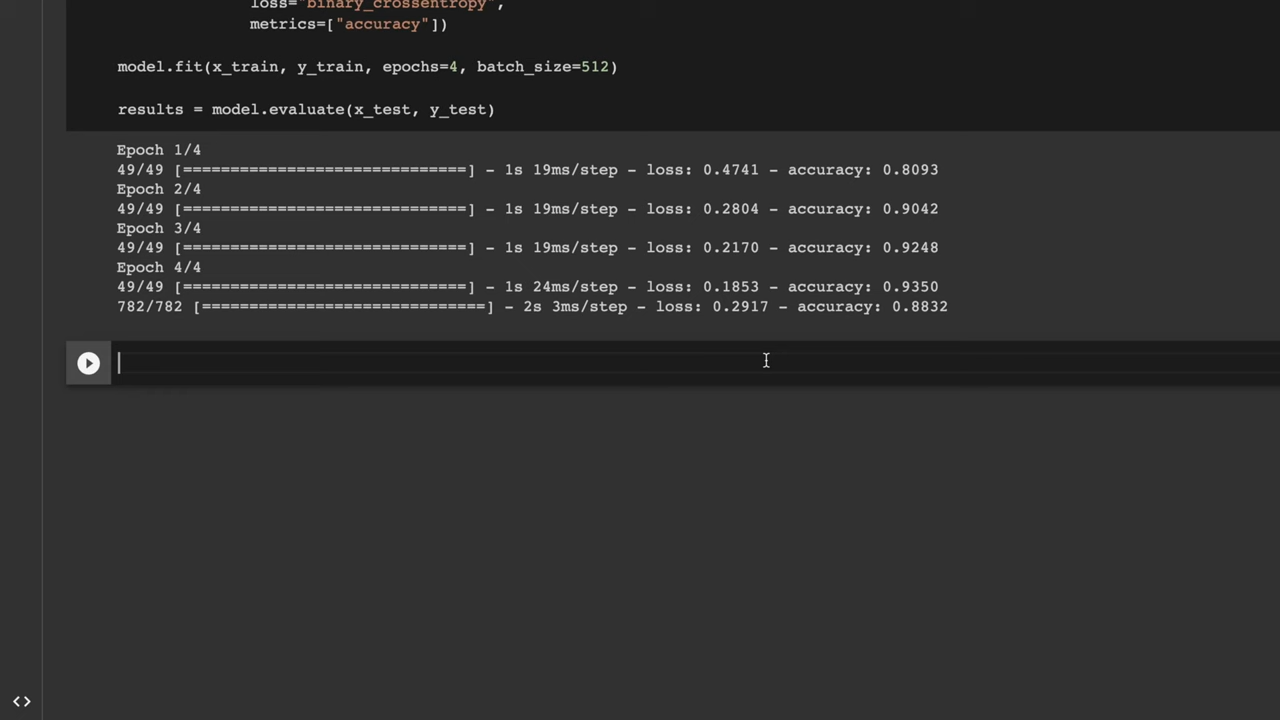 loss="binary_crossentropy",
metrics=["accuracy"])
model.fit(x_train, y_train, epochs=4, batch_size=512)
results = model.evaluate(x_test, y_test)
Epoch 1/4
49/49 [==============================] - 1s 19ms/step - loss: 0.4741 - accuracy: 0.8093
Epoch 2/4
49/49 [==============================] - 1s 19ms/step - loss: 0.2804 - accuracy: 0.9042
Epoch 3/4
49/49 [==============================] - 1s 19ms/step - loss: 0.2170 - accuracy: 0.9248
Epoch 4/4
49/49 [==============================] - 1s 24ms/step - loss: 0.1853 - accuracy: 0.9350
782/782 [==============================] - 2s 3ms/step - loss: 0.2917 - accuracy: 0.8832